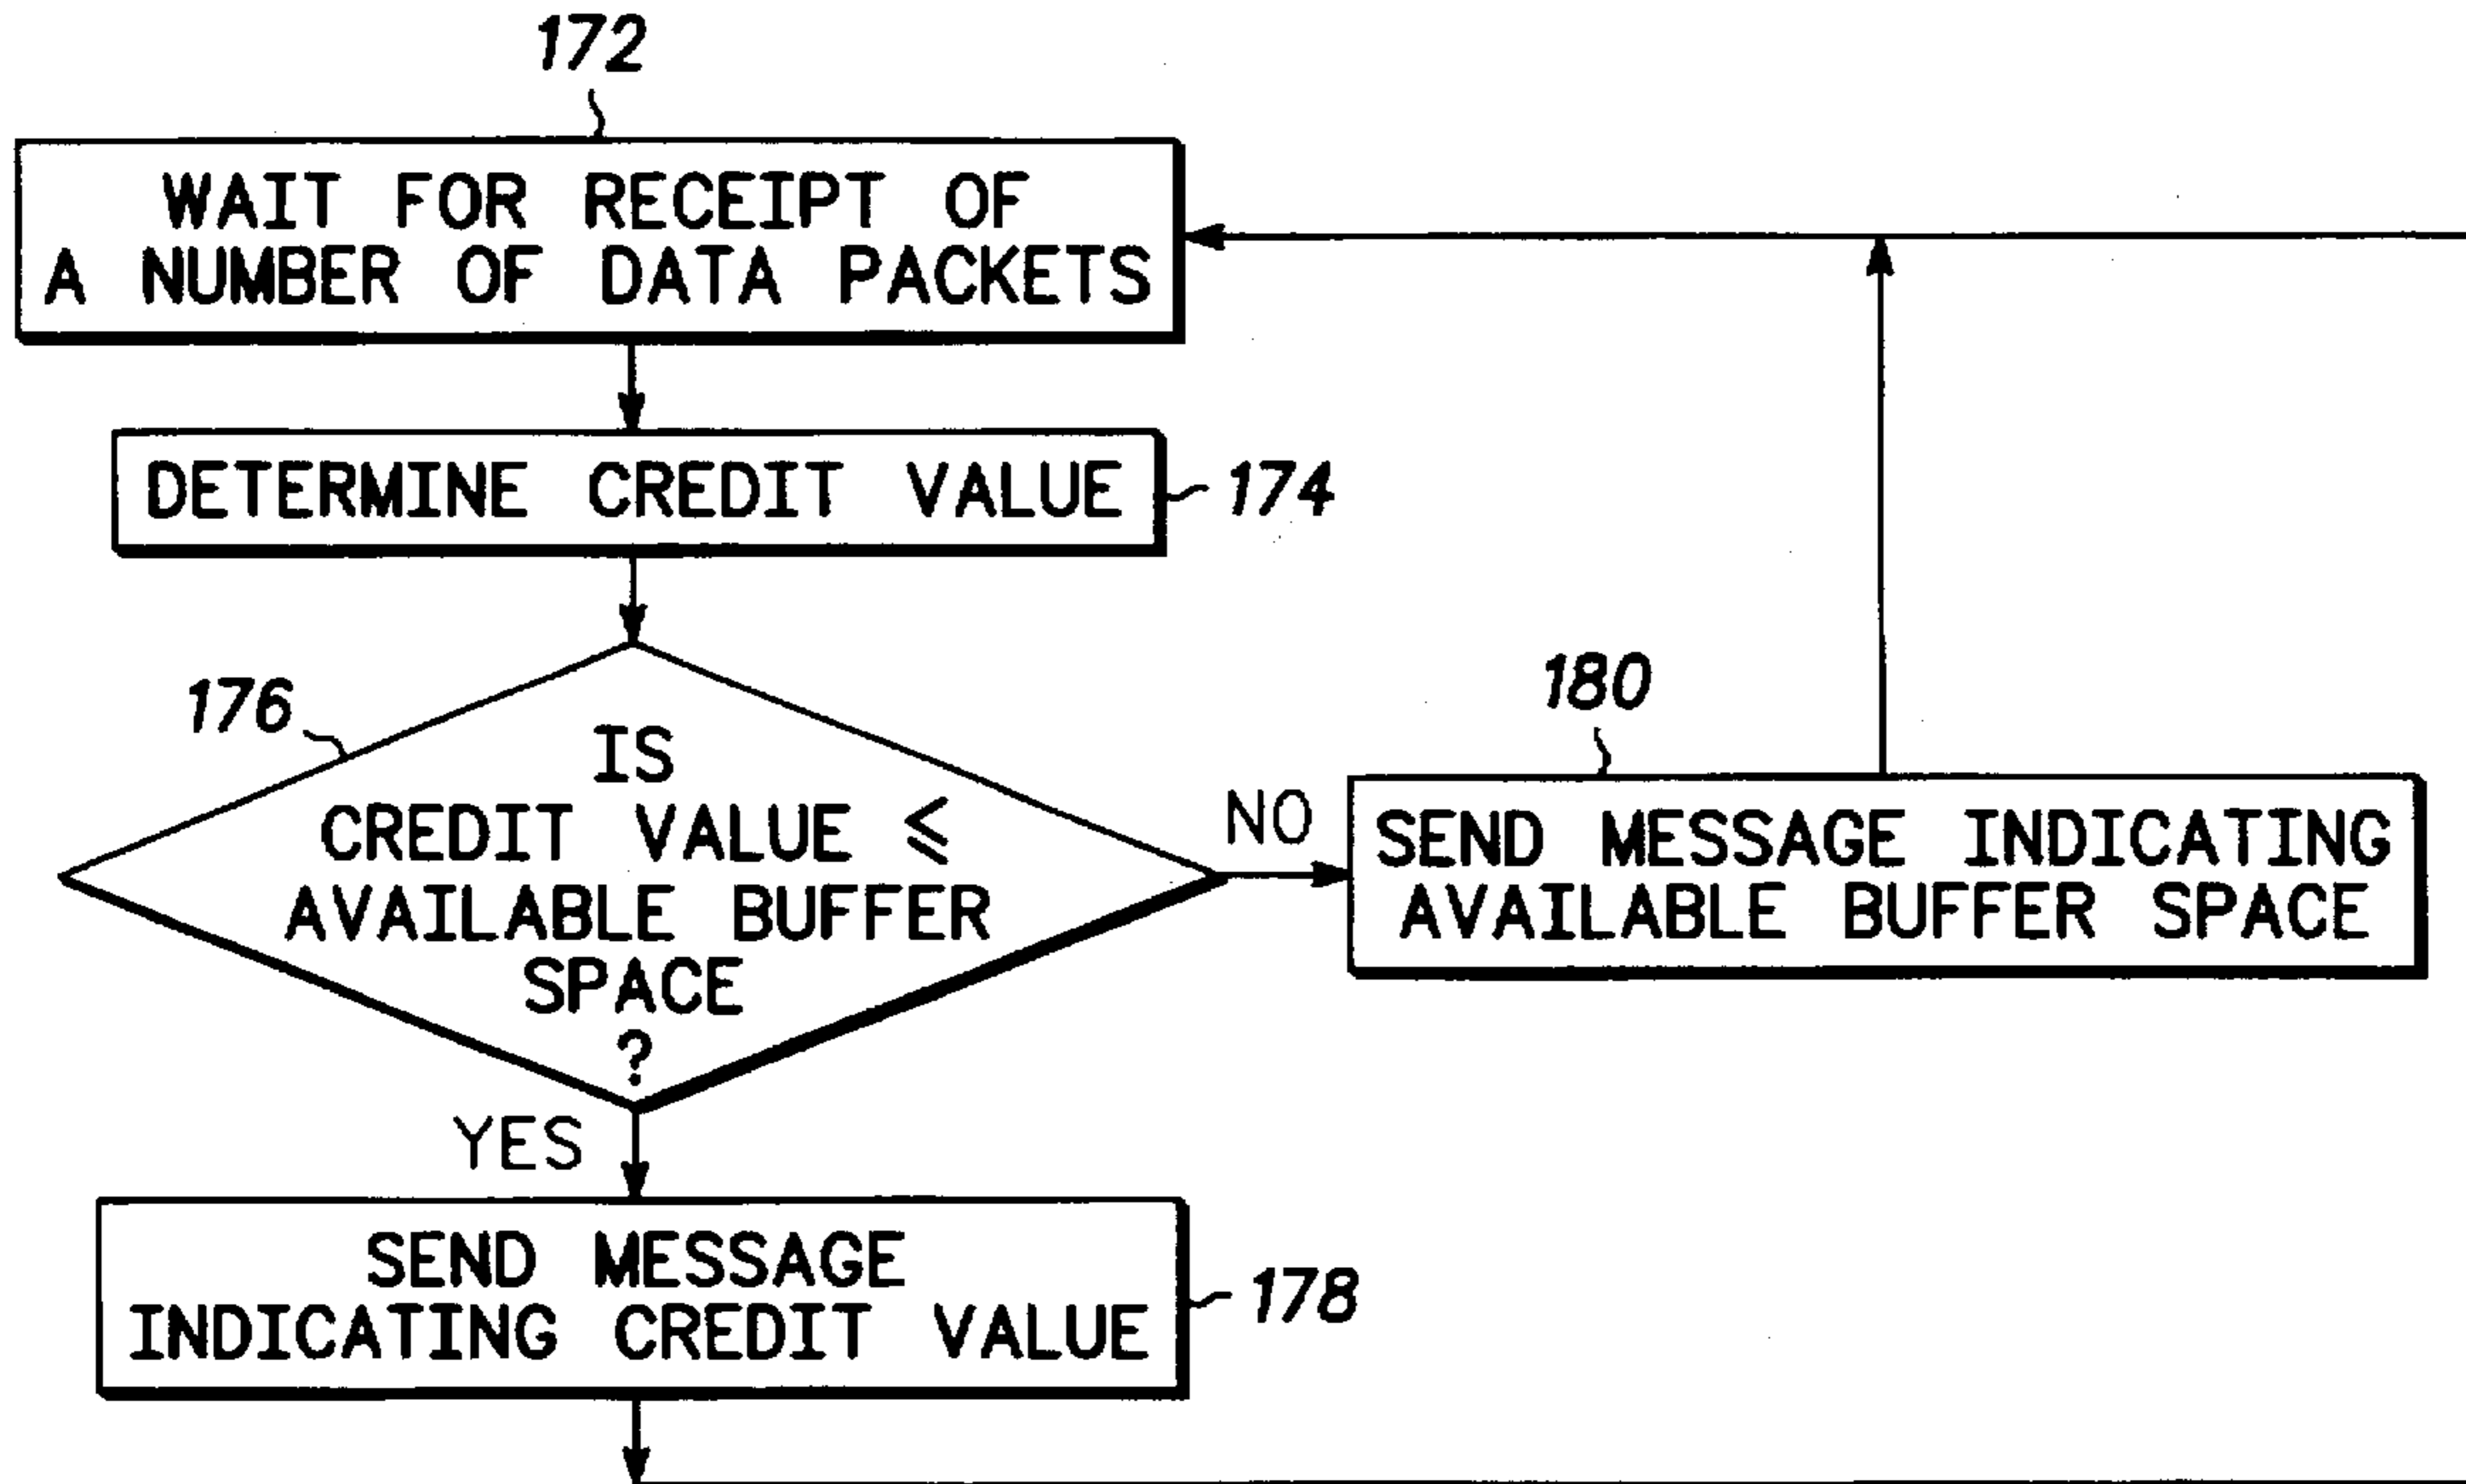 172
WAIT FOR RECEIPT OF
A NUMBER OF DATA PACKETS
DETERMINE CREDIT VALUE
174
176
IS
CREDIT VALUE ≤
AVAILABLE BUFFER
SPACE
?
NO
180
SEND MESSAGE INDICATING
AVAILABLE BUFFER SPACE
YES
SEND MESSAGE
INDICATING CREDIT VALUE
178